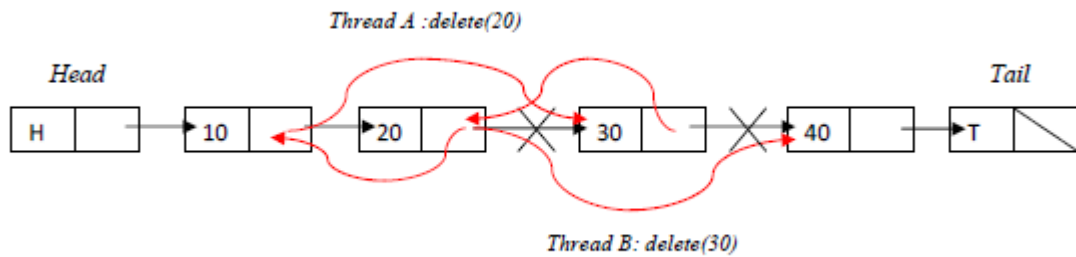 Thread A :delete(20)
Head Tail
H 10 20 30 40 T
Thread B: delete(30)